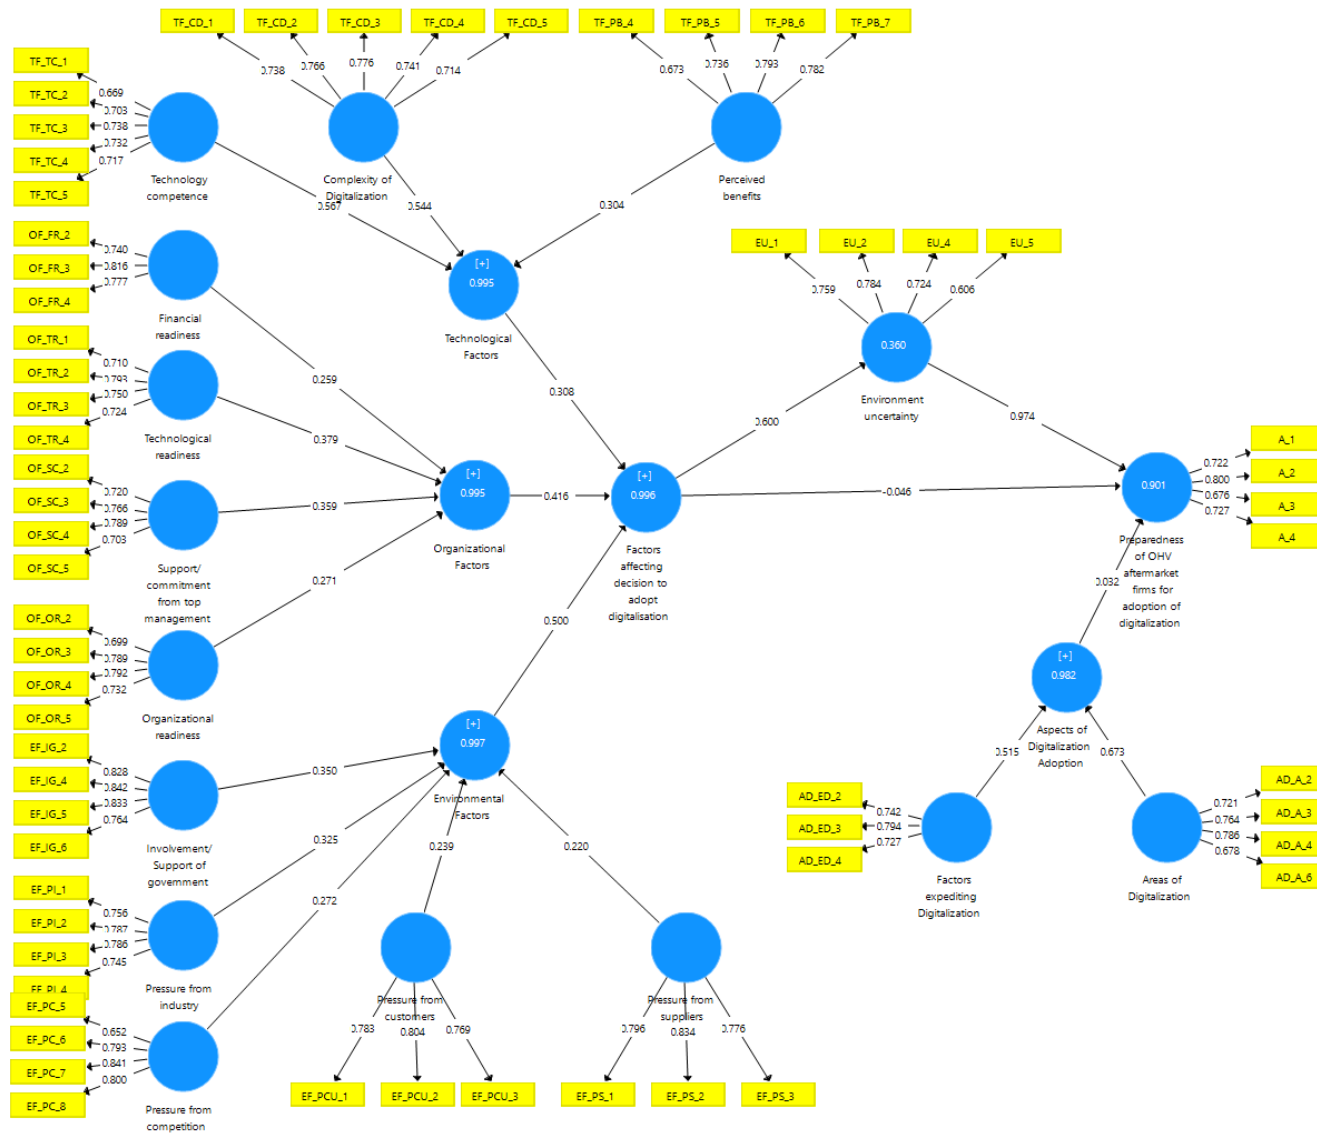 TF_CD_1
TF_CD_2
TF_CD_3
TF_CD_4
TF_CD_5
TF_PB_4
TF_PB_5
TF_PB_6
TF_PB_7
0.738
0.766
0.776
0.741
0.714
0.673
0.736
0.793
0.782
TF_TC_1
TF_TC_2
TF_TC_3
TF_TC_4
TF_TC_5
0.669
0.703
0.738
0.732
0.717
Technology
competence
Complexity of
Digitalization
Perceived
benefits
0.567
0.544
0.304
OF_FR_2
OF_FR_3
OF_FR_4
0.740
0.816
0.777
Financial
readiness
[+]
0.995
Technological
Factors
EU_1
EU_2
EU_4
EU_5
0.759
0.784
0.724
0.606
0.360
Environment
uncertainty
OF_TR_1
OF_TR_2
OF_TR_3
OF_TR_4
0.710
0.793
0.750
0.724
Technological
readiness
0.259
0.379
0.308
0.600
0.974
OF_SC_2
OF_SC_3
OF_SC_4
OF_SC_5
0.720
0.766
0.789
0.703
Support/
commitment
from top
management
0.359
0.271
[+]
0.995
Organizational
Factors
0.416
[+]
0.996
Factors
affecting
decision to
adopt
digitalisation
-0.046
0.901
Preparedness
of OHV
aftermarket
firms for
adoption of
digitalization
A_1
A_2
A_3
A_4
0.722
0.800
0.676
0.727
OF_OR_2
OF_OR_3
OF_OR_4
OF_OR_5
0.699
0.789
0.792
0.732
Organizational
readiness
0.500
0.032
[+]
0.982
Aspects of
Digitalization
Adoption
EF_IG_2
EF_IG_4
EF_IG_5
EF_IG_6
0.828
0.842
0.833
0.764
Involvement/
Support of
government
0.350
[+]
0.997
Environmental
Factors
0.325
0.272
0.239
0.220
0.515
0.673
AD_ED_2
AD_ED_3
AD_ED_4
0.742
0.794
0.727
Factors
expediting
Digitalization
Areas of
Digitalization
0.721
0.764
0.786
0.678
AD_A_2
AD_A_3
AD_A_4
AD_A_6
EF_PI_1
EF_PI_2
EF_PI_3
EF_PI_4
0.756
0.787
0.786
0.745
Pressure from
industry
Pressure from
customers
Pressure from
suppliers
EF_PC_5
EF_PC_6
EF_PC_7
EF_PC_8
0.652
0.793
0.841
0.800
Pressure from
competition
0.783
0.804
0.769
0.796
0.834
0.776
EF_PCU_1
EF_PCU_2
EF_PCU_3
EF_PS_1
EF_PS_2
EF_PS_3